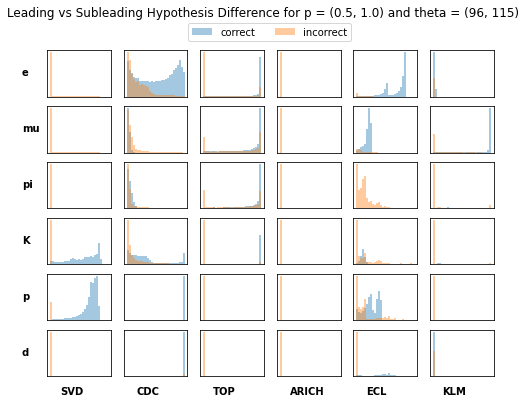 Leading vs Subleading Hypothesis Difference for p = (0.5, 1.0) and theta = (96, 115)
correct incorrect
e
mu
pi
K
p
d
SVD CDC TOP ARICH ECL KLM